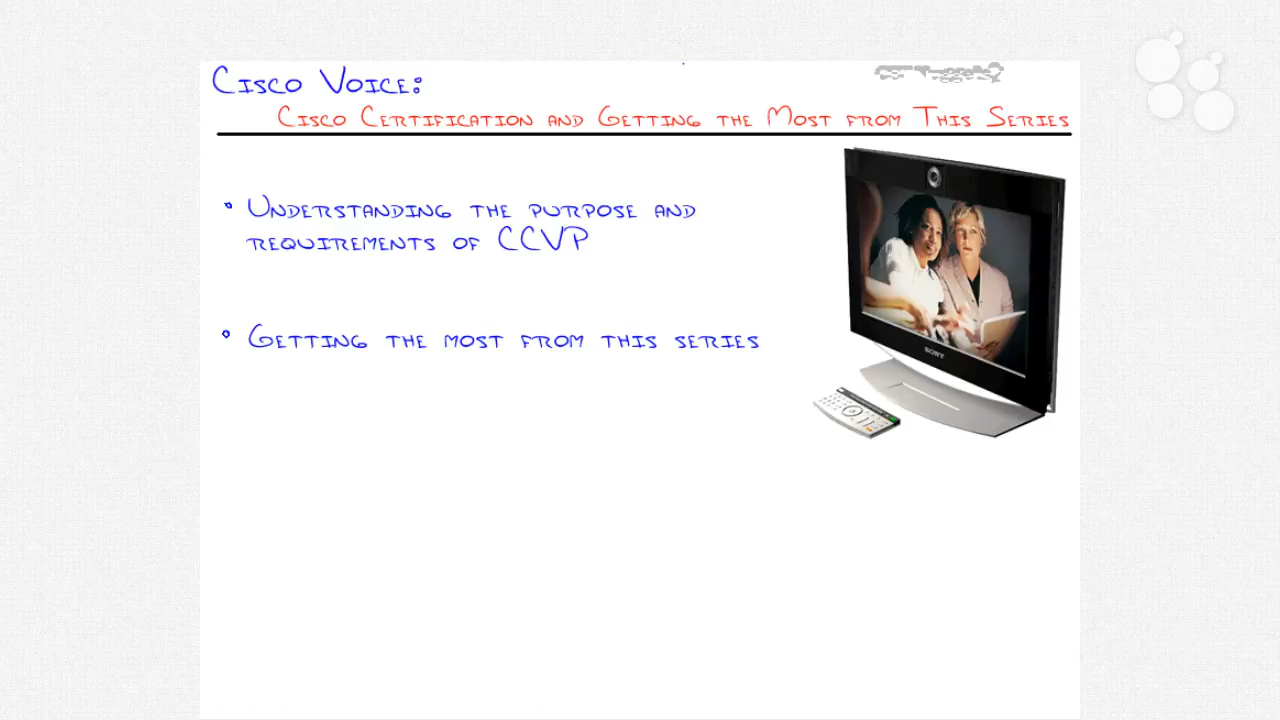 Cisco Voice:
Cisco Certification and Getting the Most from This Series
• Understanding the purpose and
requirements of CCVP
• Getting the most from this series
SONY